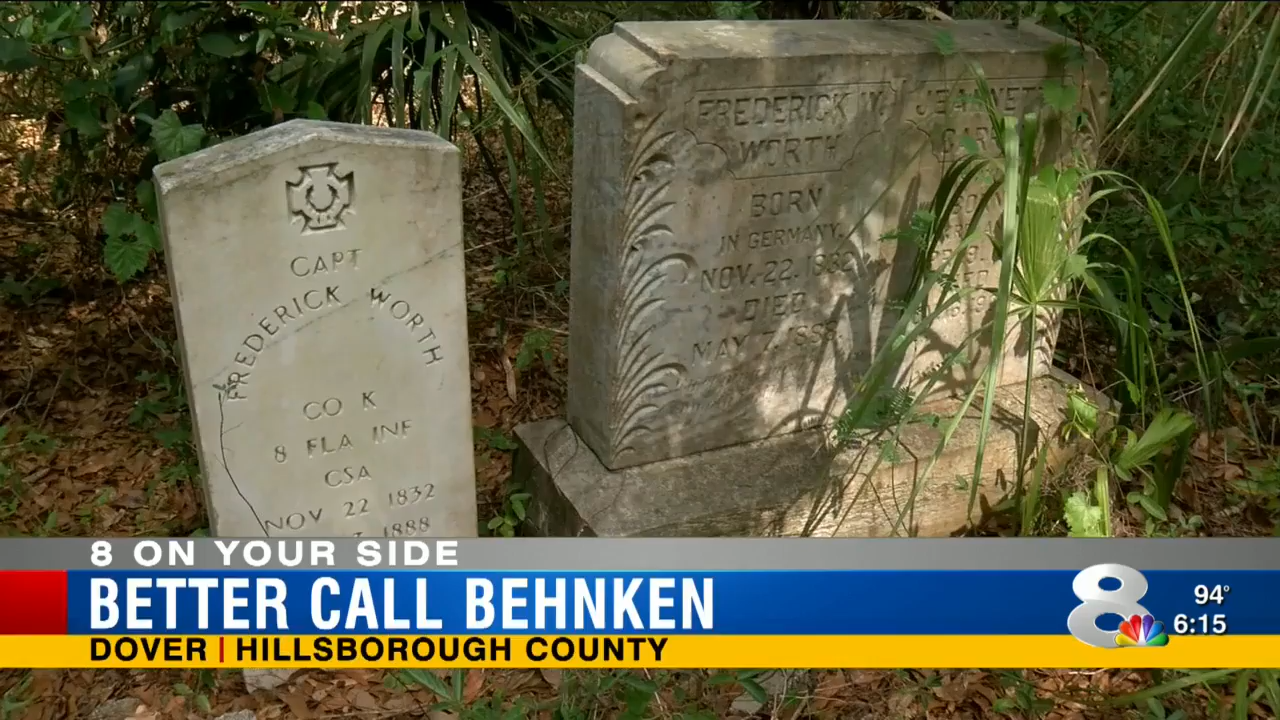 CAPT
FREDERICK WORTH
CO K
8 FLA INF
CSA
NOV 22 1832
7 1888
FREDERICK W.
WORTH
BORN
IN GERMANY.
NOV. 22. 1832
DIED
MAY 7. 1888
8 ON YOUR SIDE
BETTER CALL BEHNKEN
DOVER | HILLSBOROUGH COUNTY
8
94°
6:15